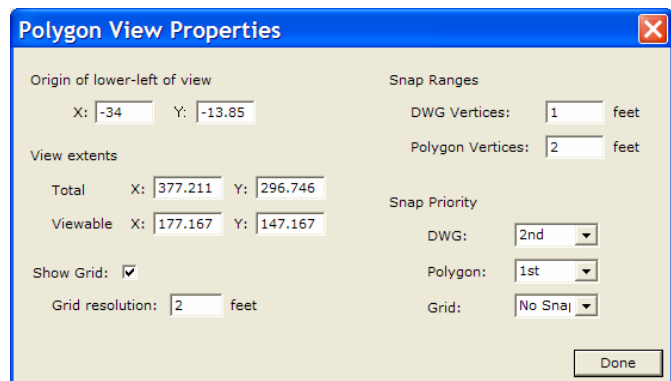 Polygon View Properties
Origin of lower-left of view
X: -34 Y: -13.85
View extents
Total X: 377.211 Y: 296.746
Viewable X: 177.167 Y: 147.167
Show Grid:
Grid resolution: 2 feet
Snap Ranges
DWG Vertices: 1 feet
Polygon Vertices: 2 feet
Snap Priority
DWG: 2nd
Polygon: 1st
Grid: No Snap
Done